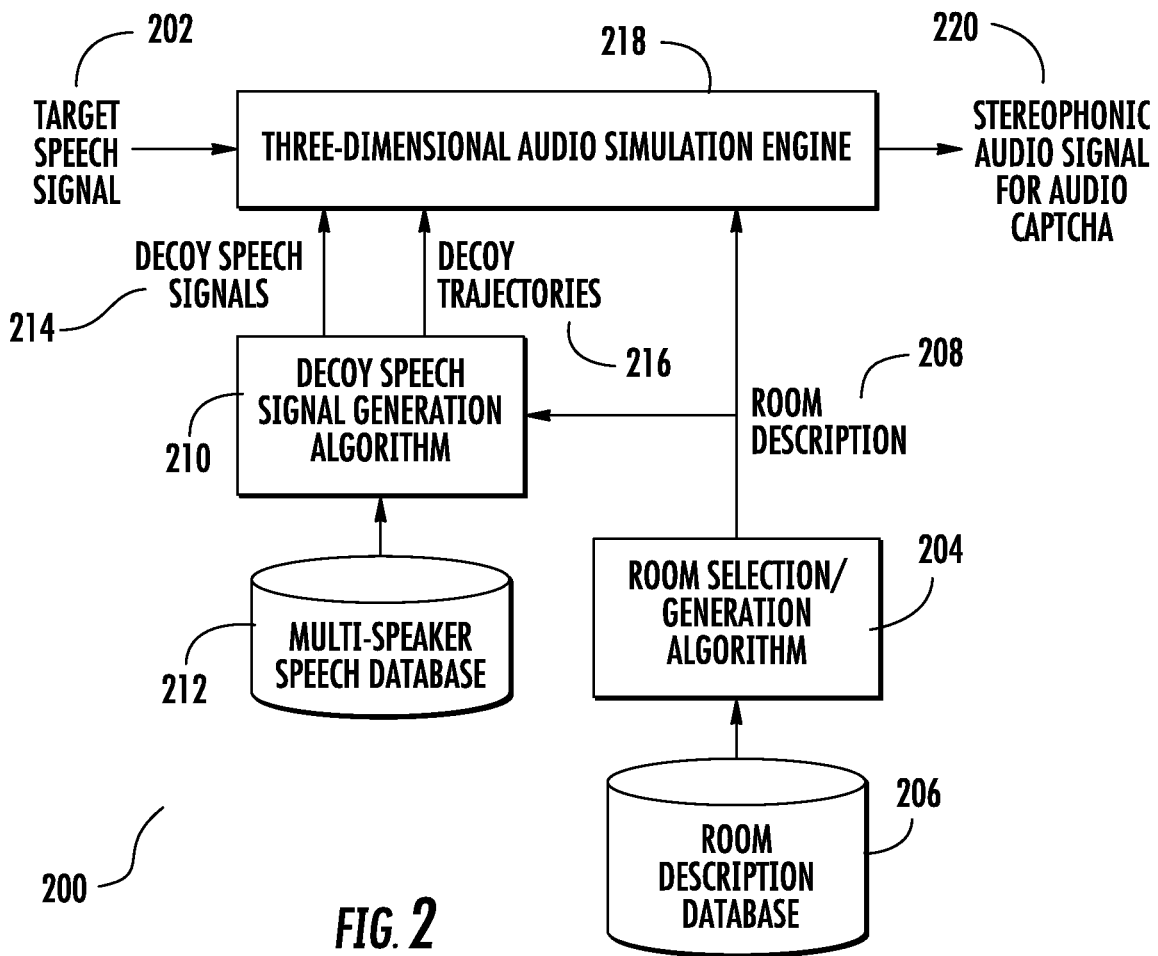 202
TARGET
SPEECH
SIGNAL
218
THREE-DIMENSIONAL AUDIO SIMULATION ENGINE
220
STEREOPHONIC
AUDIO SIGNAL
FOR AUDIO
CAPTCHA
DECOY SPEECH
SIGNALS
214
DECOY
TRAJECTORIES
216
208
ROOM
DESCRIPTION
DECOY SPEECH
SIGNAL GENERATION
ALGORITHM
210
MULTI-SPEAKER
SPEECH DATABASE
212
ROOM SELECTION/
GENERATION
ALGORITHM
204
ROOM
DESCRIPTION
DATABASE
206
200
FIG. 2